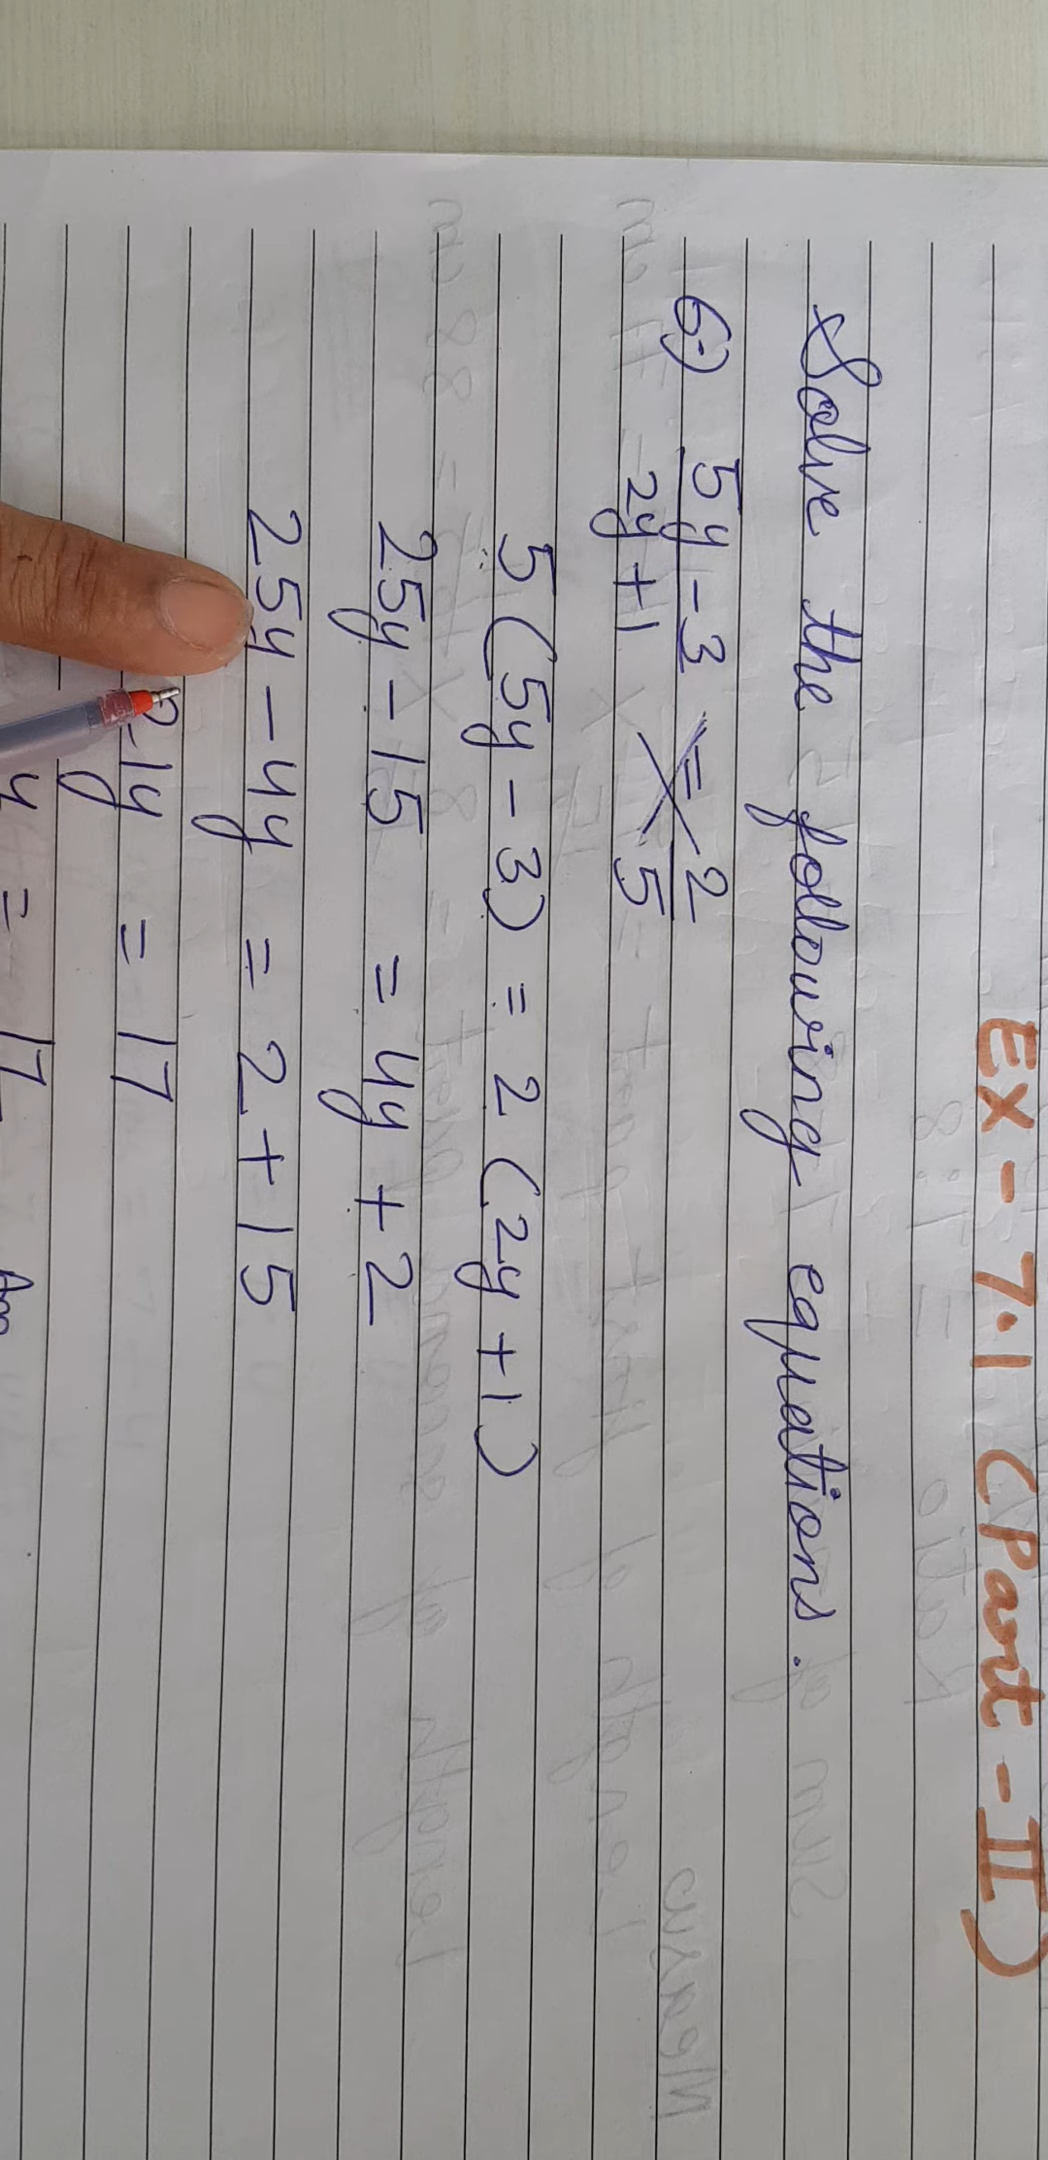 EX - 7.1 (Part - II)
Solve the following equations.
6.) 5y - 3 = 2
2y + 1 5
5 (5y - 3) = 2 (2y + 1)
25y - 15 = 4y + 2
25y - 4y = 2 + 15
21y = 17
y = 17